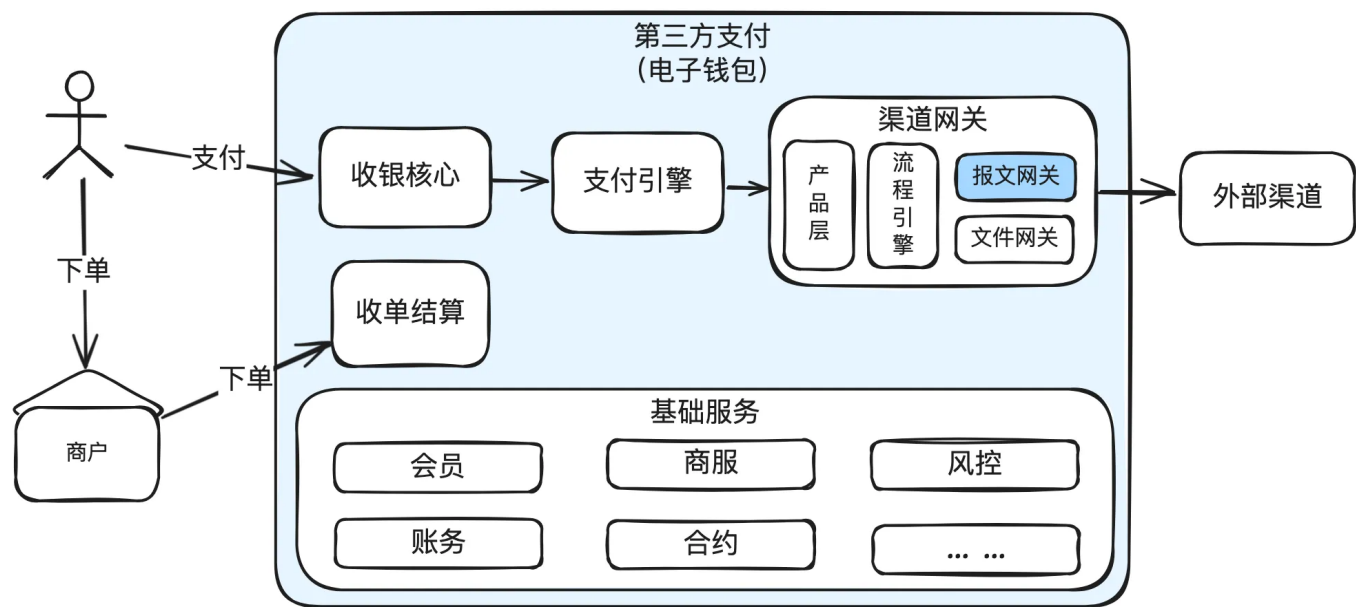 第三方支付
(电子钱包)
渠道网关
支付
收银核心
支付引擎
产品层
流程引擎
报文网关
文件网关
外部渠道
下单
收单结算
下单
商户
基础服务
会员
商服
风控
账务
合约
... ...